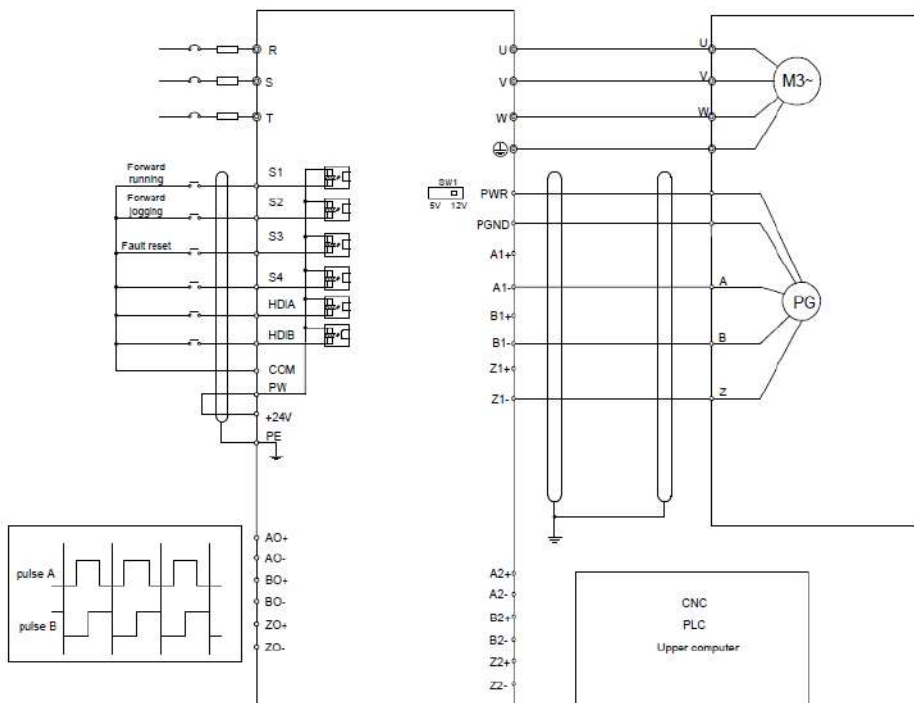 R
S
T
U
V
W
U
V
W
M3~
Forward
running
Forward
jogging
Fault reset
S1
S2
S3
S4
HDIA
HDIB
COM
PW
+24V
PE
SW1
5V 12V
PWR
PGND
A1+
A1-
B1+
B1-
Z1+
Z1-
A
B
Z
PG
pulse A
pulse B
AO+
AO-
BO+
BO-
ZO+
ZO-
A2+
A2-
B2+
B2-
Z2+
Z2-
CNC
PLC
Upper computer